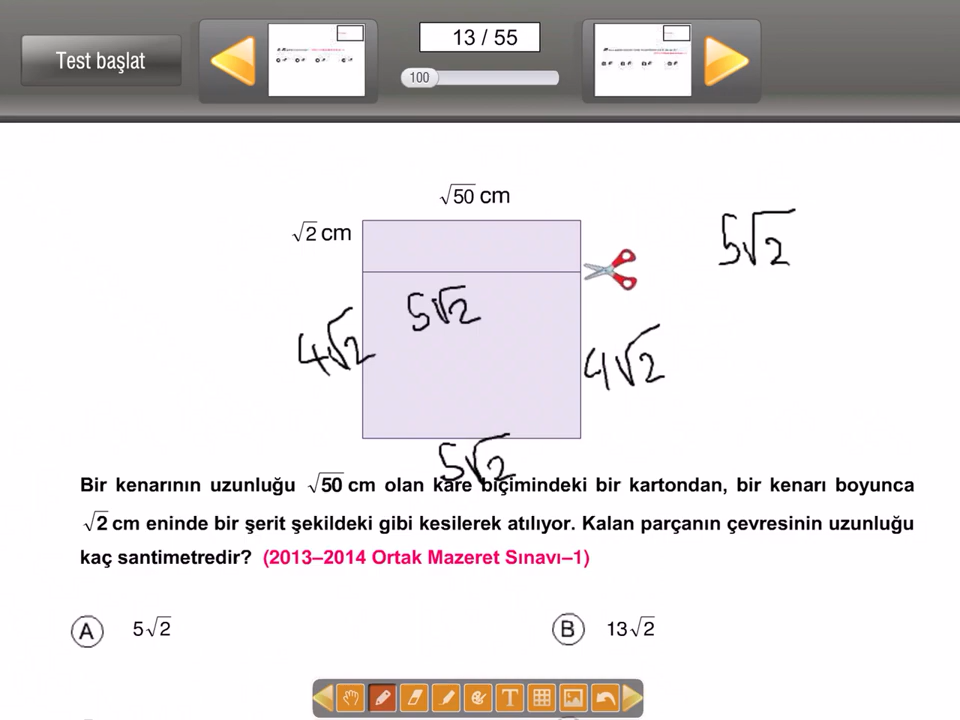 Test başlat
13 / 55
100
√50 cm
√2 cm
5√2
5√2
4√2
4√2
5√2
Bir kenarının uzunluğu √50 cm olan kare biçimindeki bir kartondan, bir kenarı boyunca
√2 cm eninde bir şerit şekildeki gibi kesilerek atılıyor. Kalan parçanın çevresinin uzunluğu
kaç santimetredir? (2013–2014 Ortak Mazeret Sınavı–1)
A 5√2
B 13√2
T